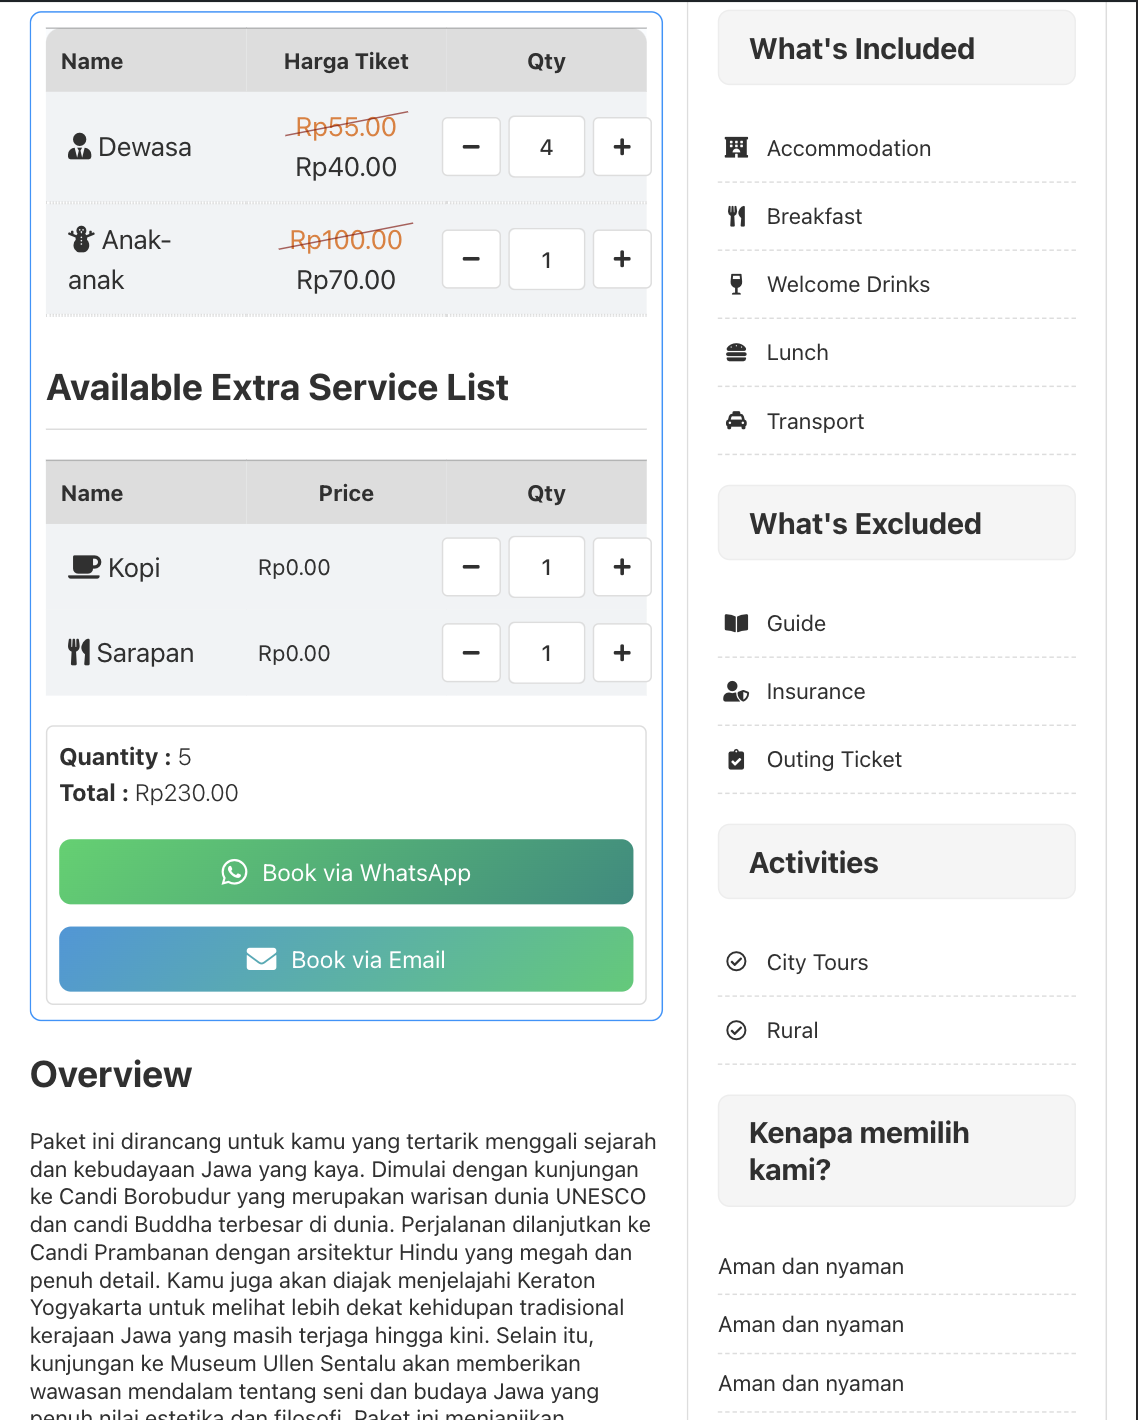 Name Harga Tiket Qty
Dewasa Rp55.00 Rp40.00 4
Anak-
anak Rp100.00 Rp70.00 1
Available Extra Service List
Name Price Qty
Kopi Rp0.00 1
Sarapan Rp0.00 1
Quantity : 5
Total : Rp230.00
Book via WhatsApp
Book via Email
Overview
Paket ini dirancang untuk kamu yang tertarik menggali sejarah
dan kebudayaan Jawa yang kaya. Dimulai dengan kunjungan
ke Candi Borobudur yang merupakan warisan dunia UNESCO
dan candi Buddha terbesar di dunia. Perjalanan dilanjutkan ke
Candi Prambanan dengan arsitektur Hindu yang megah dan
penuh detail. Kamu juga akan diajak menjelajahi Keraton
Yogyakarta untuk melihat lebih dekat kehidupan tradisional
kerajaan Jawa yang masih terjaga hingga kini. Selain itu,
kunjungan ke Museum Ullen Sentalu akan memberikan
wawasan mendalam tentang seni dan budaya Jawa yang
penuh nilai estetika dan filosofi. Paket ini menjanjikan
What's Included
Accommodation
Breakfast
Welcome Drinks
Lunch
Transport
What's Excluded
Guide
Insurance
Outing Ticket
Activities
City Tours
Rural
Kenapa memilih
kami?
Aman dan nyaman
Aman dan nyaman
Aman dan nyaman